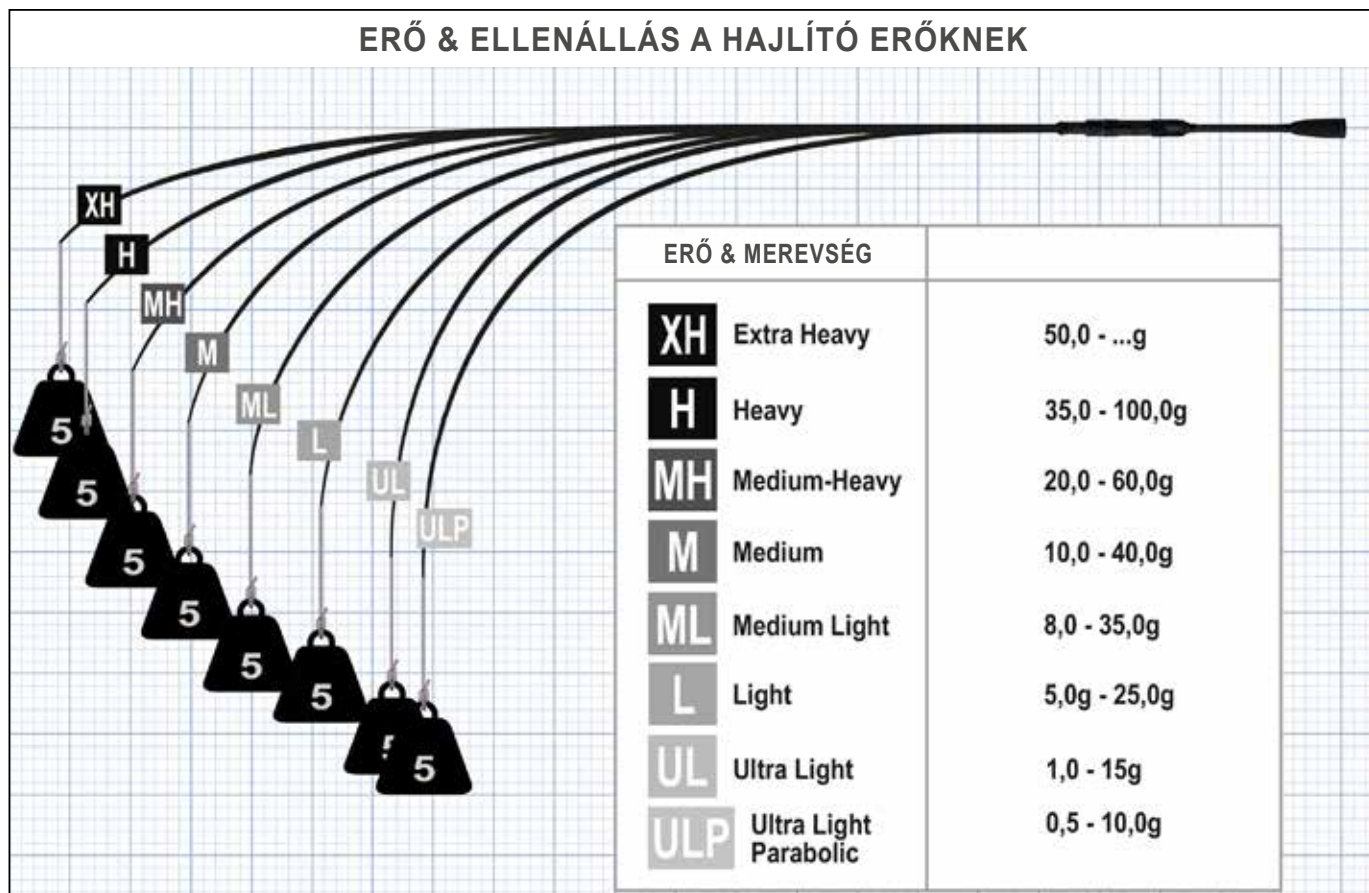 ERŐ & ELLENÁLLÁS A HAJLÍTÓ ERŐKNEK
XH
H
MH
M
ML
L
UL
ULP
5
5
5
5
5
5
5
5
ERŐ & MEREVSÉG
XH Extra Heavy 50,0 - ...g
H Heavy 35,0 - 100,0g
MH Medium-Heavy 20,0 - 60,0g
M Medium 10,0 - 40,0g
ML Medium Light 8,0 - 35,0g
L Light 5,0g - 25,0g
UL Ultra Light 1,0 - 15g
ULP Ultra Light 0,5 - 10,0g
Parabolic